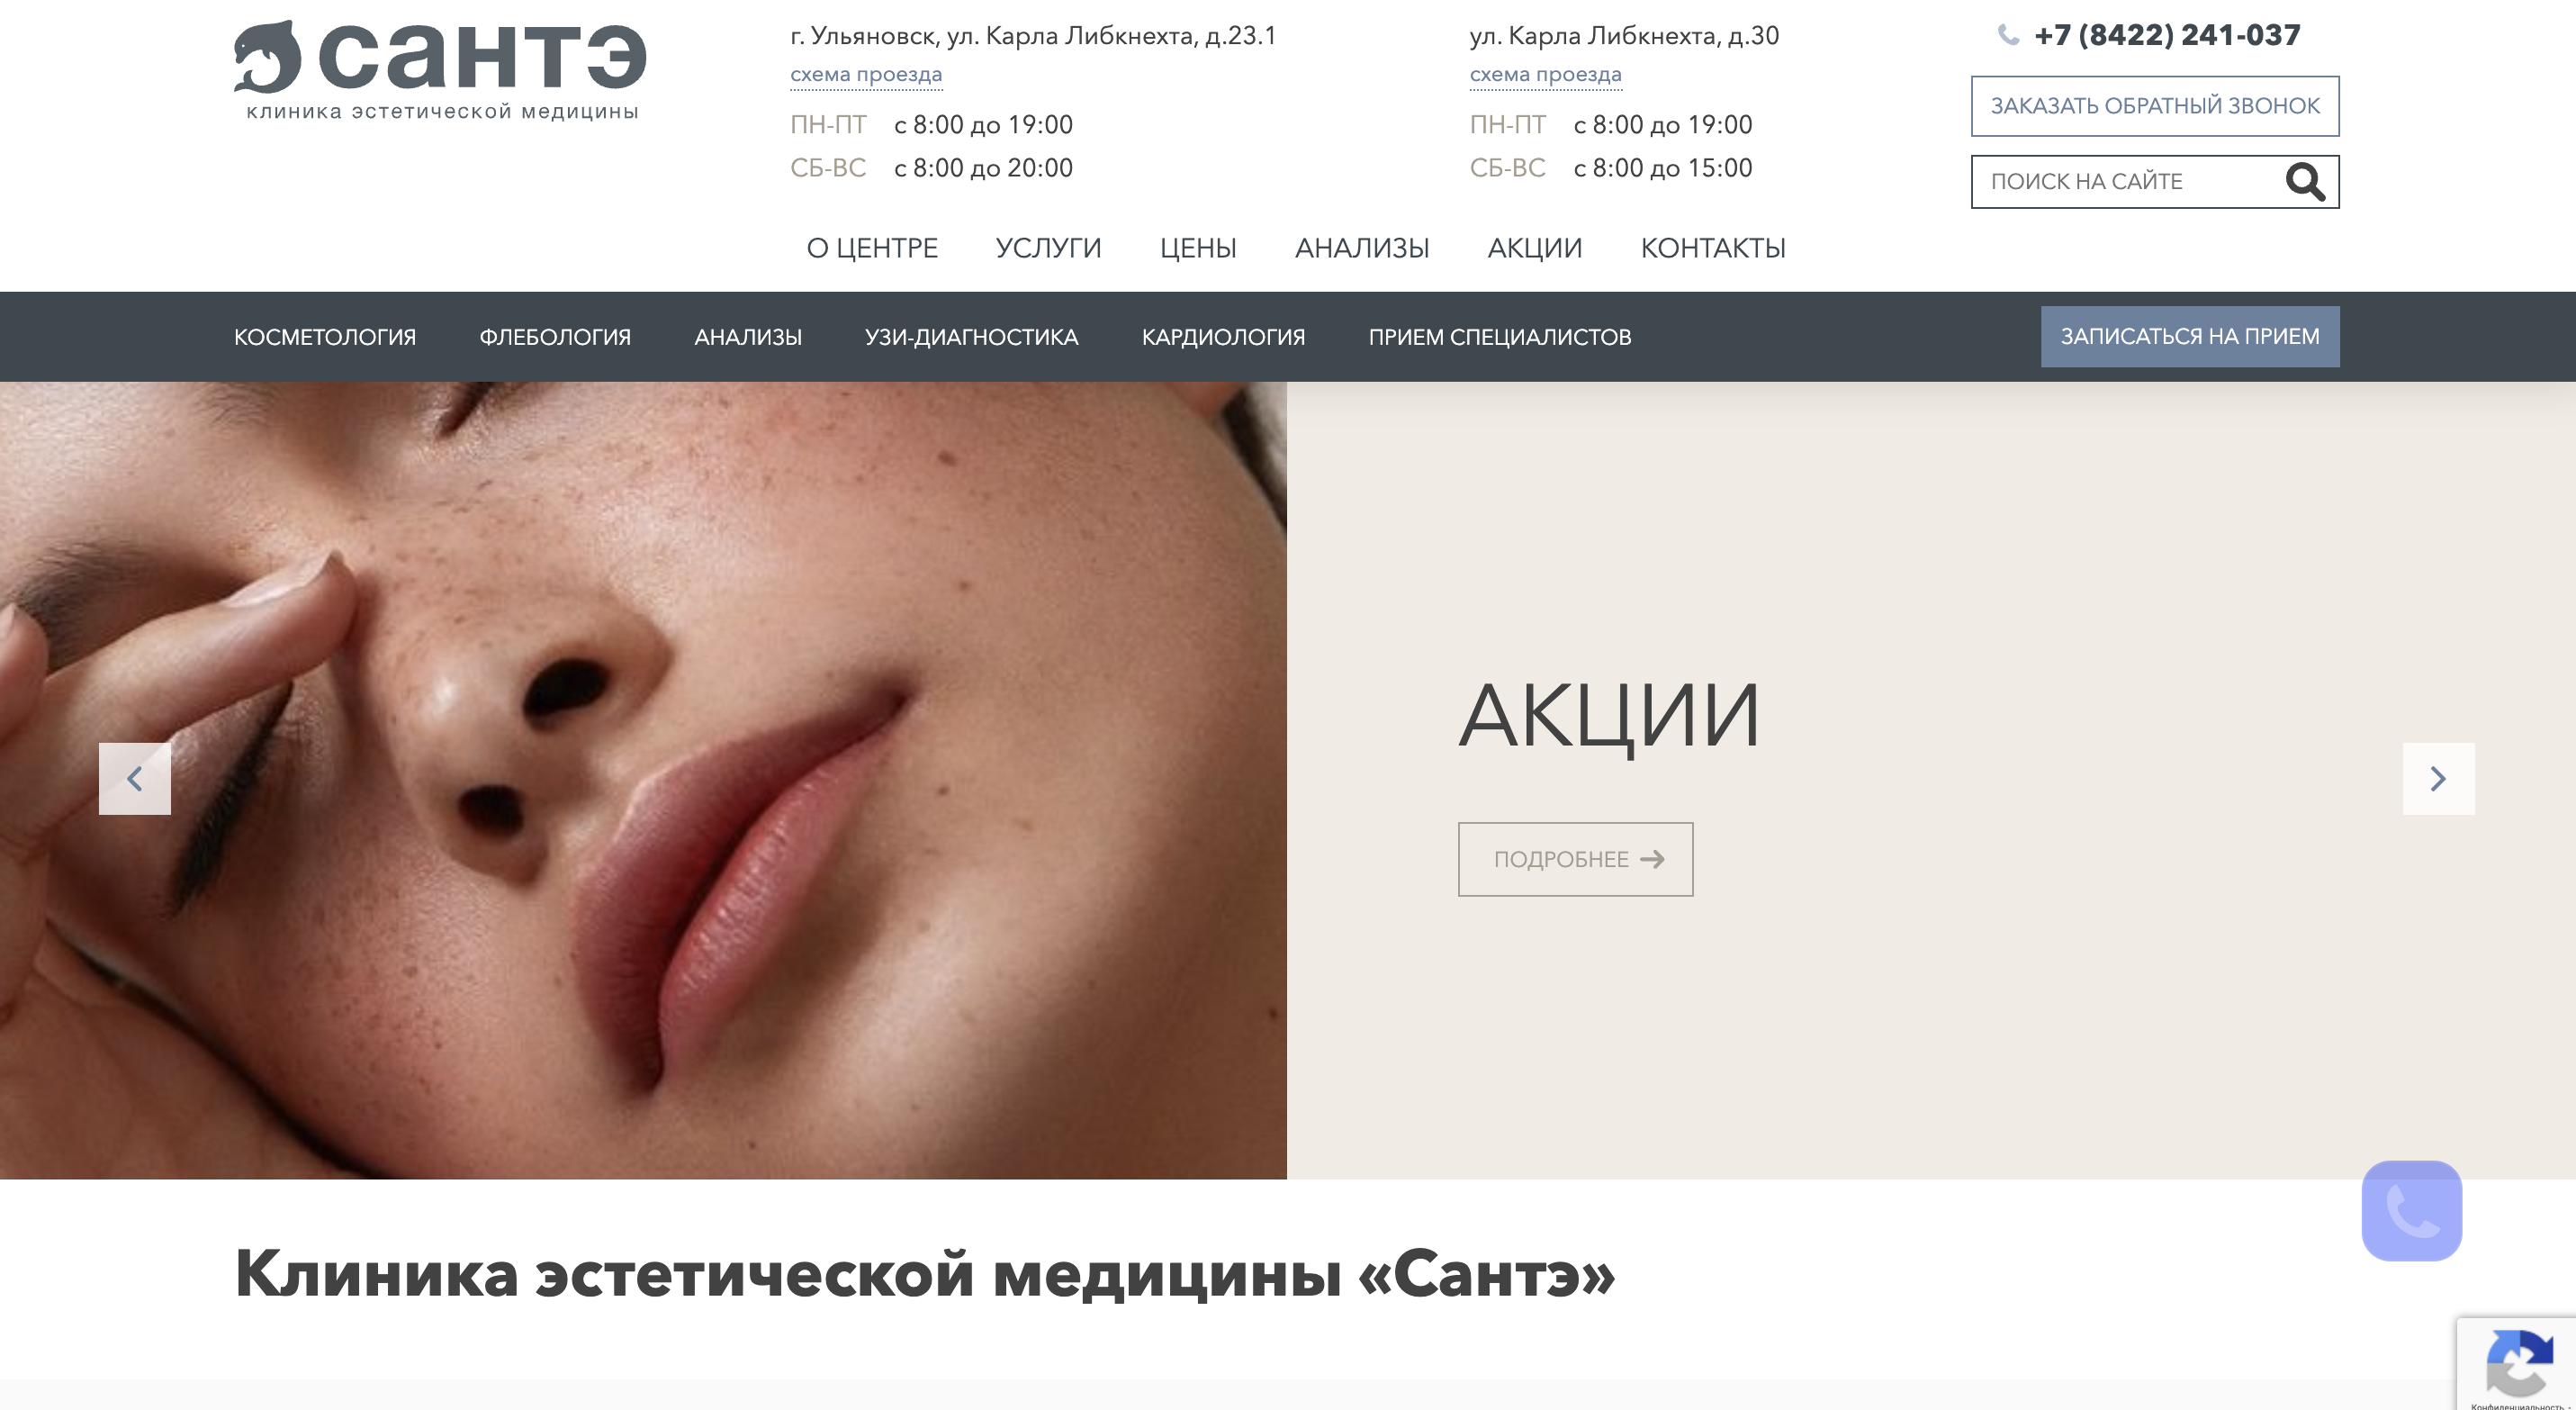 сантэ
клиника эстетической медицины
г. Ульяновск, ул. Карла Либкнехта, д.23.1
схема проезда
ПН-ПТ с 8:00 до 19:00
СБ-ВС с 8:00 до 20:00
ул. Карла Либкнехта, д.30
схема проезда
ПН-ПТ с 8:00 до 19:00
СБ-ВС с 8:00 до 15:00
+7 (8422) 241-037
ЗАКАЗАТЬ ОБРАТНЫЙ ЗВОНОК
ПОИСК НА САЙТЕ
О ЦЕНТРЕ УСЛУГИ ЦЕНЫ АНАЛИЗЫ АКЦИИ КОНТАКТЫ
КОСМЕТОЛОГИЯ ФЛЕБОЛОГИЯ АНАЛИЗЫ УЗИ-ДИАГНОСТИКА КАРДИОЛОГИЯ ПРИЕМ СПЕЦИАЛИСТОВ ЗАПИСАТЬСЯ НА ПРИЕМ
АКЦИИ
ПОДРОБНЕЕ
Клиника эстетической медицины «Сантэ»
Конфиденциальность -